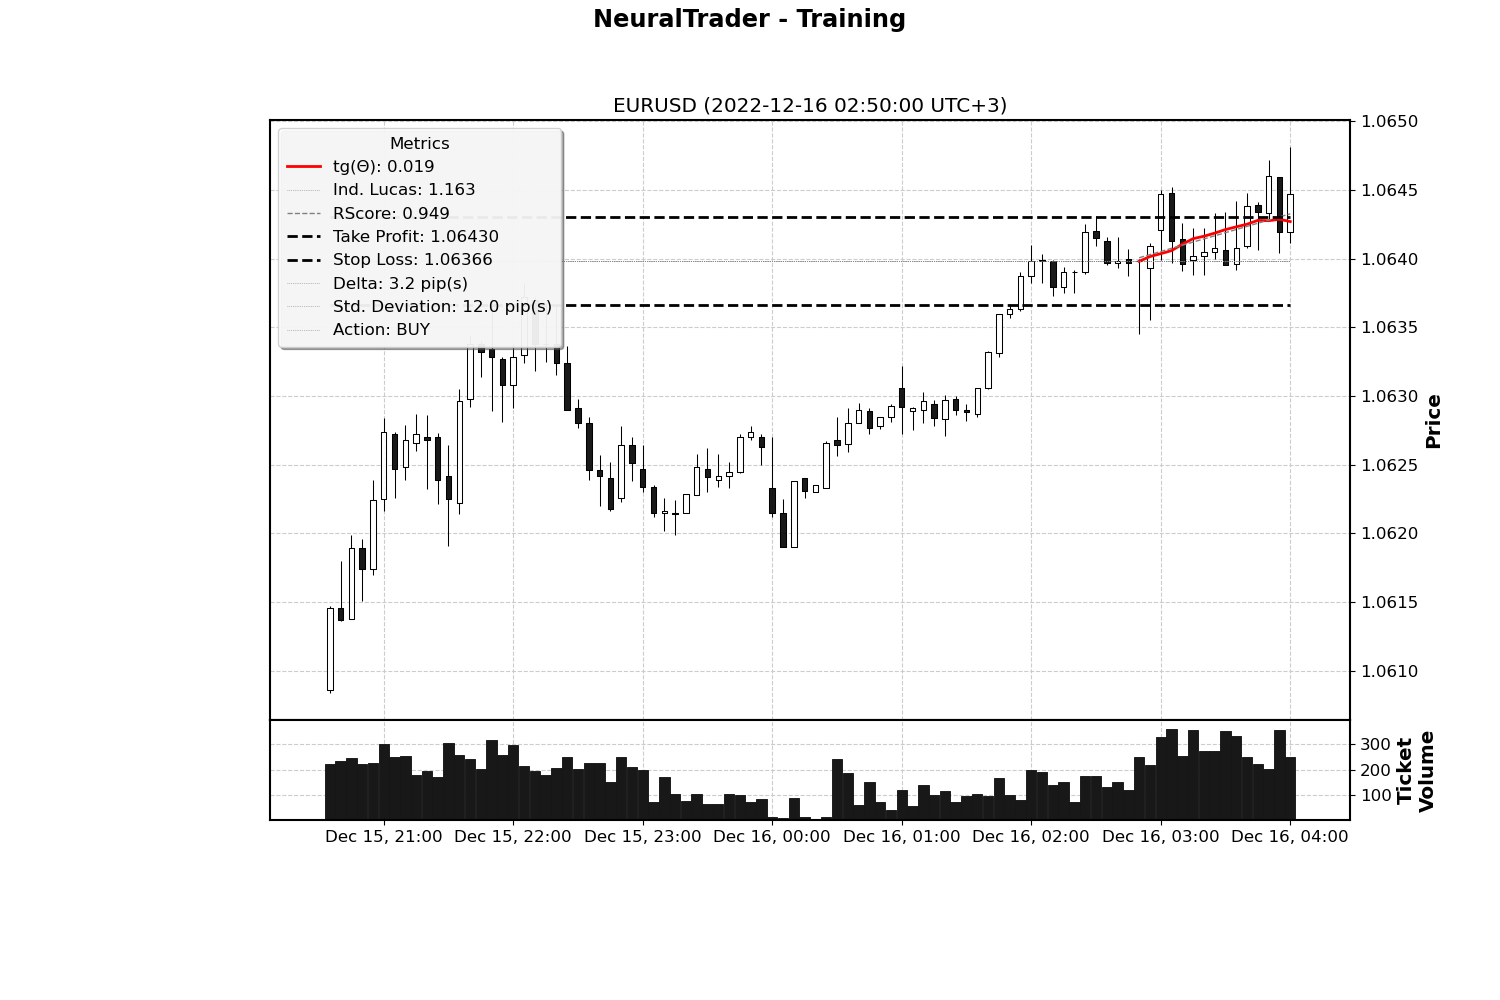 NeuralTrader - Training
EURUSD (2022-12-16 02:50:00 UTC+3)
Metrics
tg(Θ): 0.019
Ind. Lucas: 1.163
RScore: 0.949
Take Profit: 1.06430
Stop Loss: 1.06366
Delta: 3.2 pip(s)
Std. Deviation: 12.0 pip(s)
Action: BUY
1.0650
1.0645
1.0640
1.0635
1.0630
1.0625
1.0620
1.0615
1.0610
Price
300
200
100
Ticket
Volume
Dec 15, 21:00
Dec 15, 22:00
Dec 15, 23:00
Dec 16, 00:00
Dec 16, 01:00
Dec 16, 02:00
Dec 16, 03:00
Dec 16, 04:00